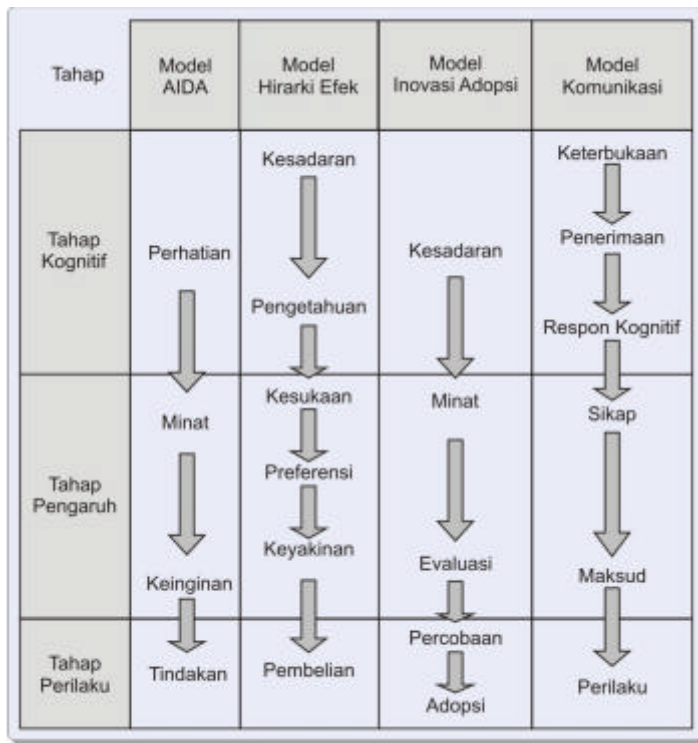 Tahap
Model
AIDA
Model
Hirarki Efek
Model
Inovasi Adopsi
Model
Komunikasi
Tahap
Kognitif
Perhatian
Kesadaran
Pengetahuan
Kesadaran
Keterbukaan
Penerimaan
Respon Kognitif
Tahap
Pengaruh
Minat
Keinginan
Kesukaan
Preferensi
Keyakinan
Minat
Evaluasi
Sikap
Maksud
Tahap
Perilaku
Tindakan
Pembelian
Percobaan
Adopsi
Perilaku